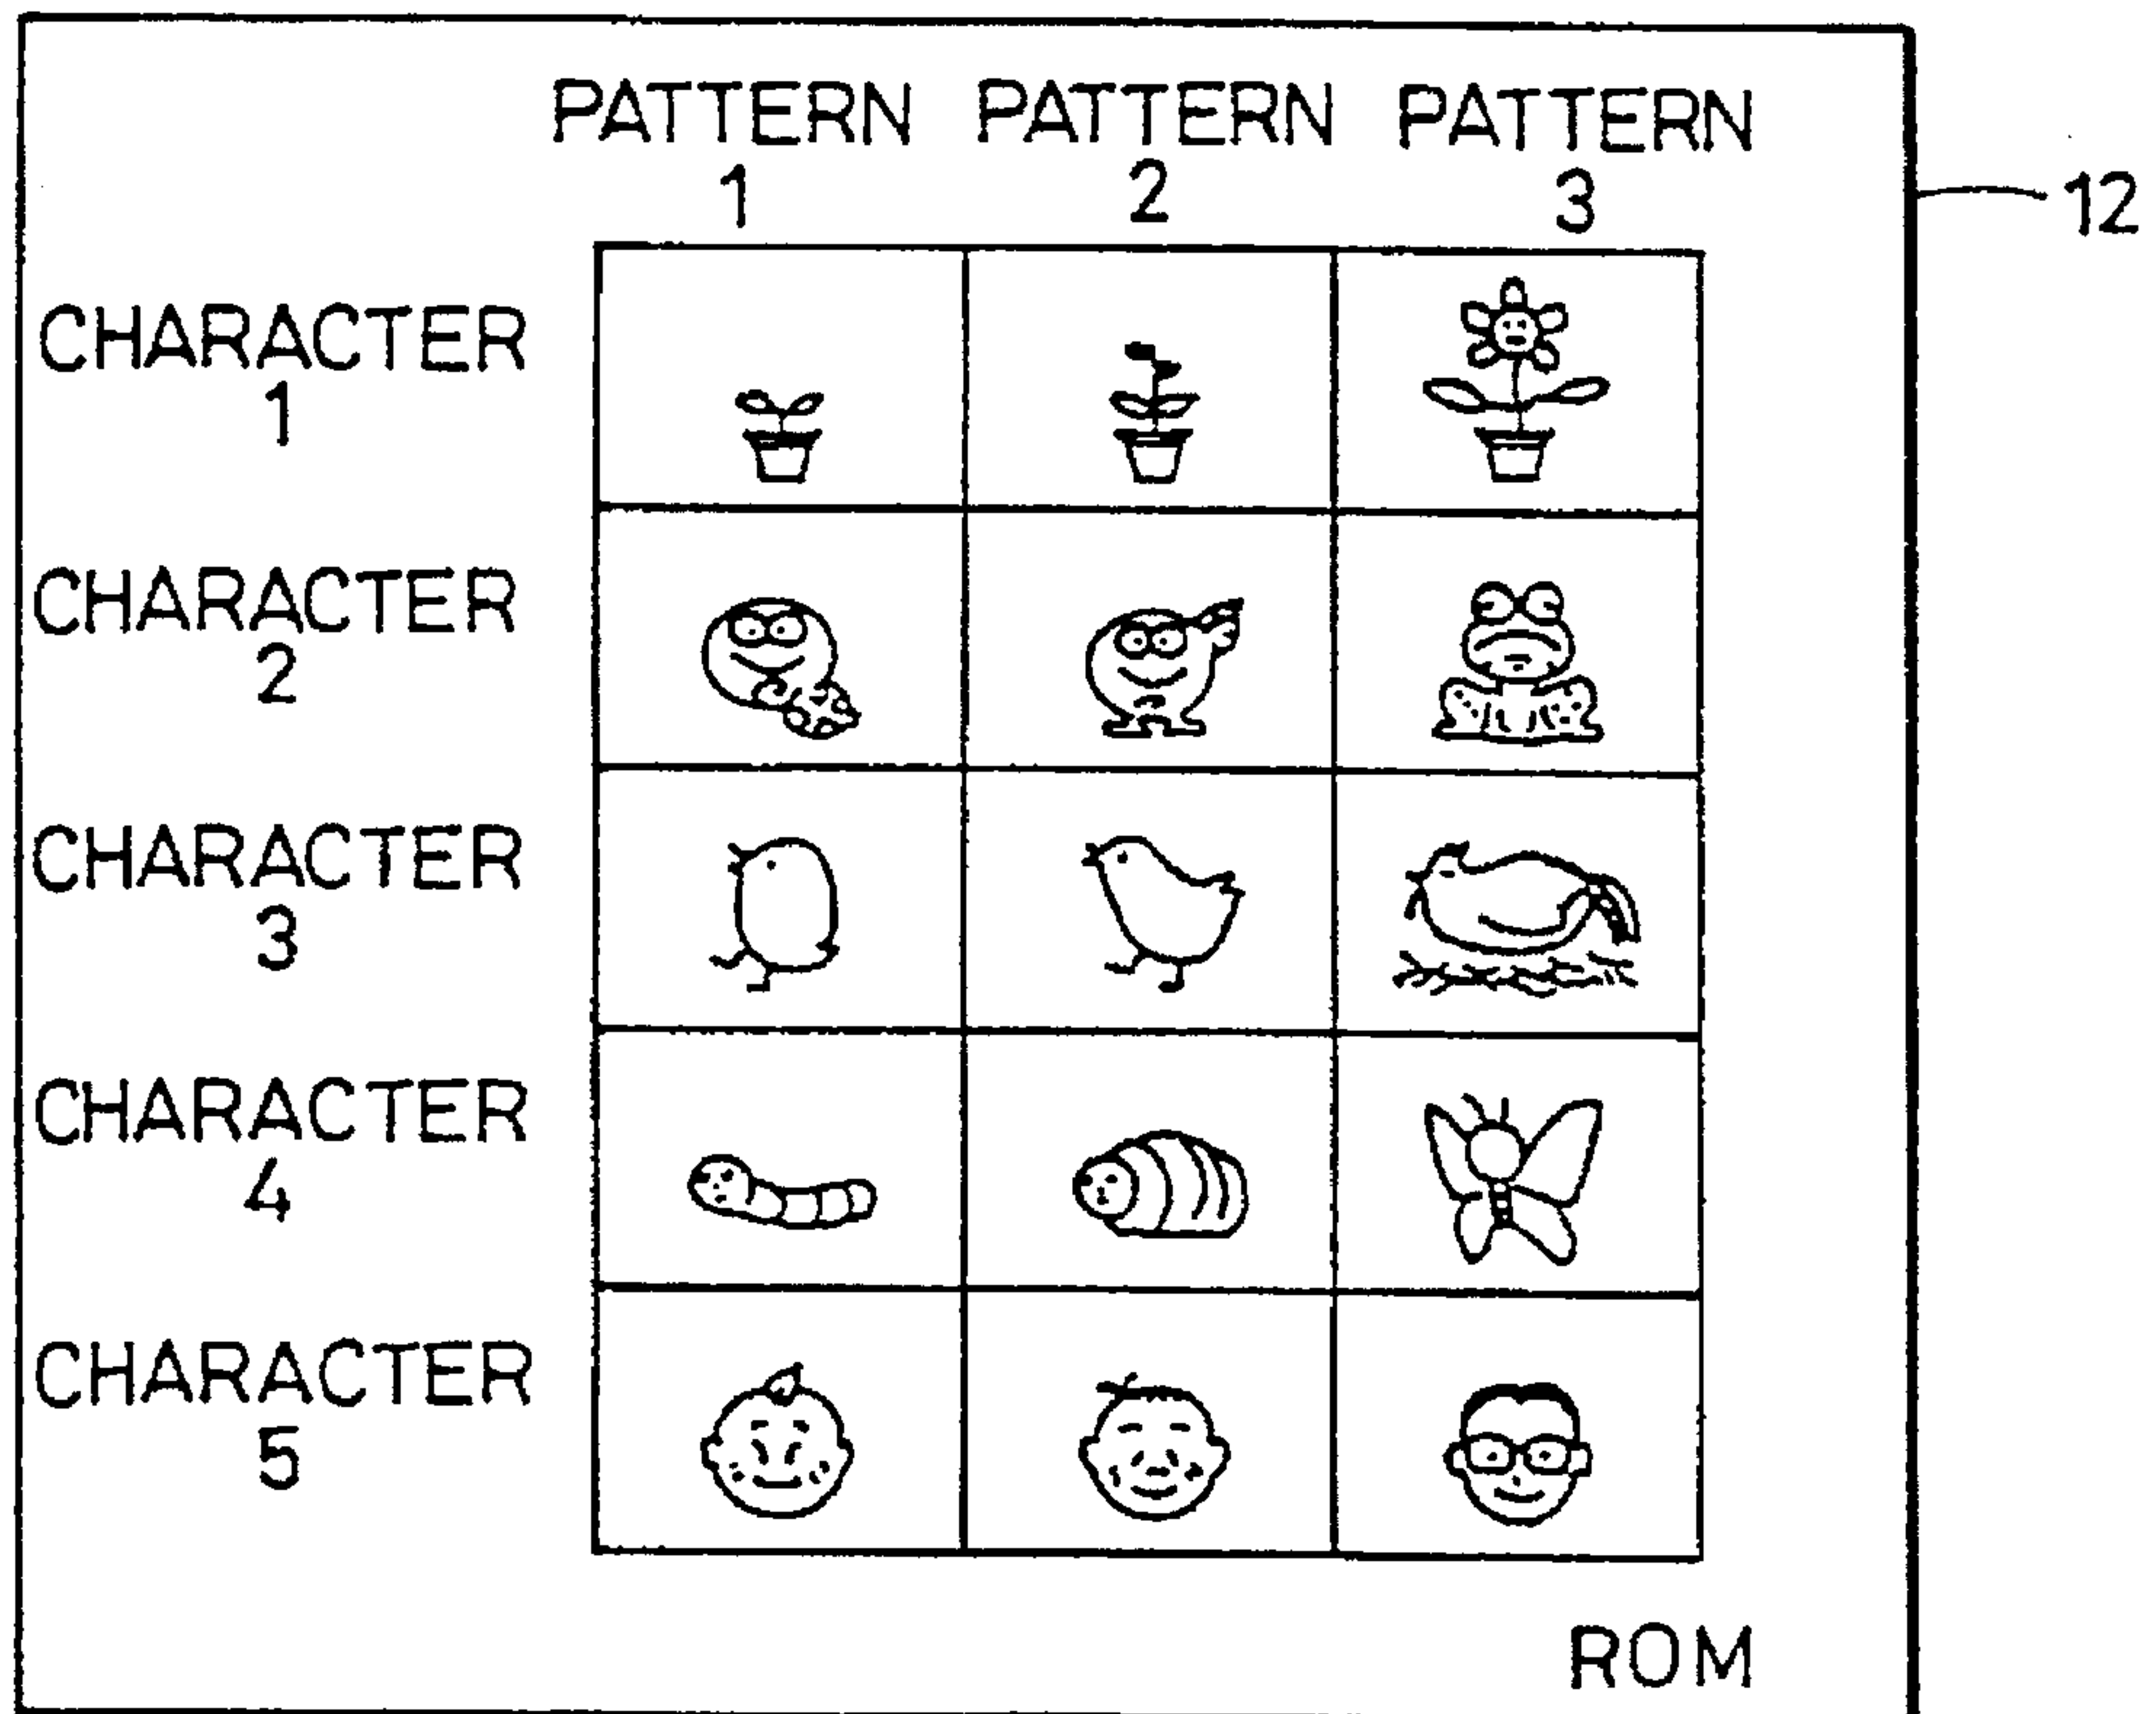 PATTERN PATTERN PATTERN
1 2 3
12
CHARACTER
1
CHARACTER
2
CHARACTER
3
CHARACTER
4
CHARACTER
5
ROM